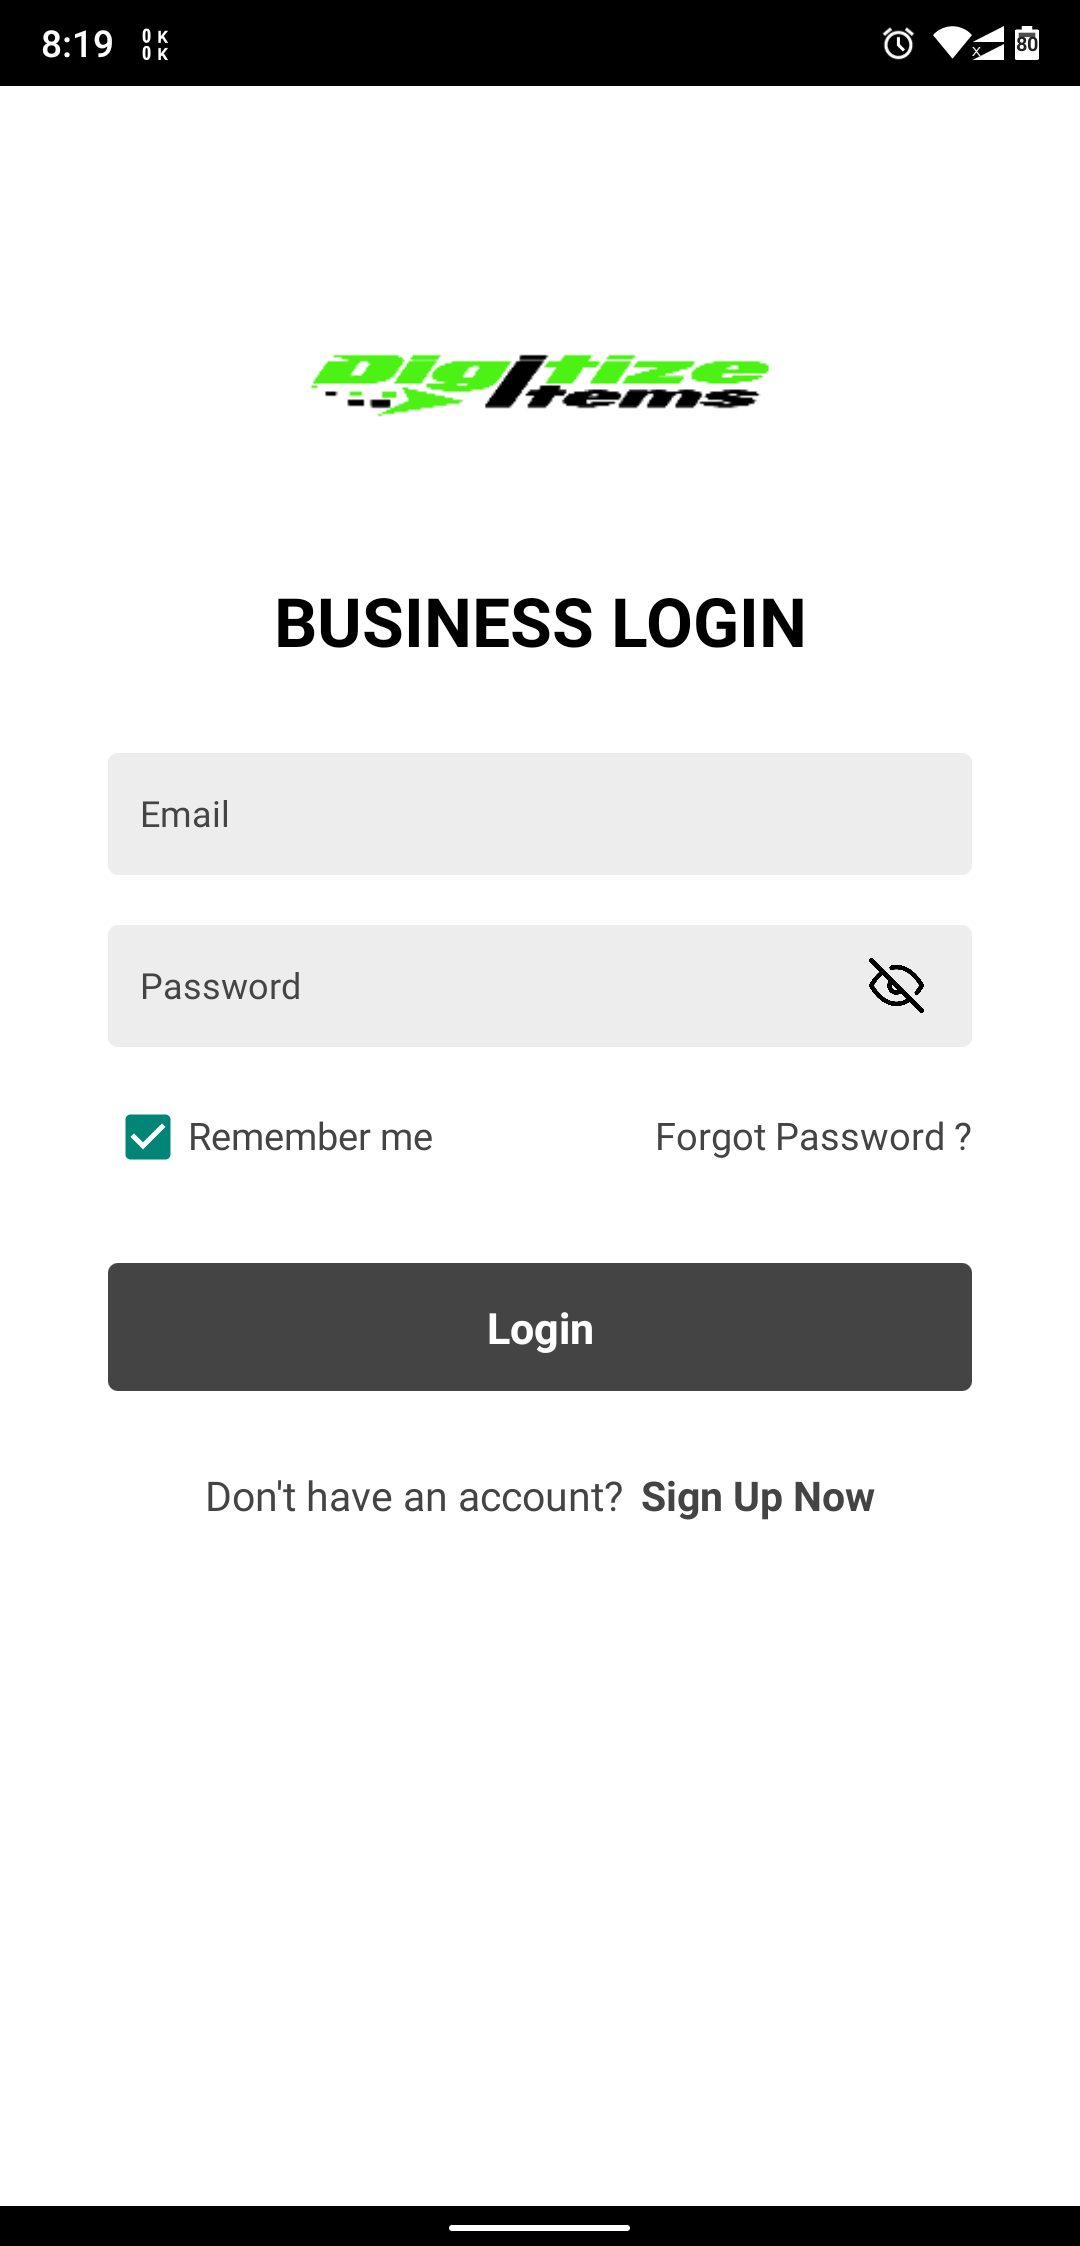 8:19 0 K
0 K
80
Digitize
Items
BUSINESS LOGIN
Email
Password
Remember me Forgot Password ?
Login
Don't have an account? Sign Up Now